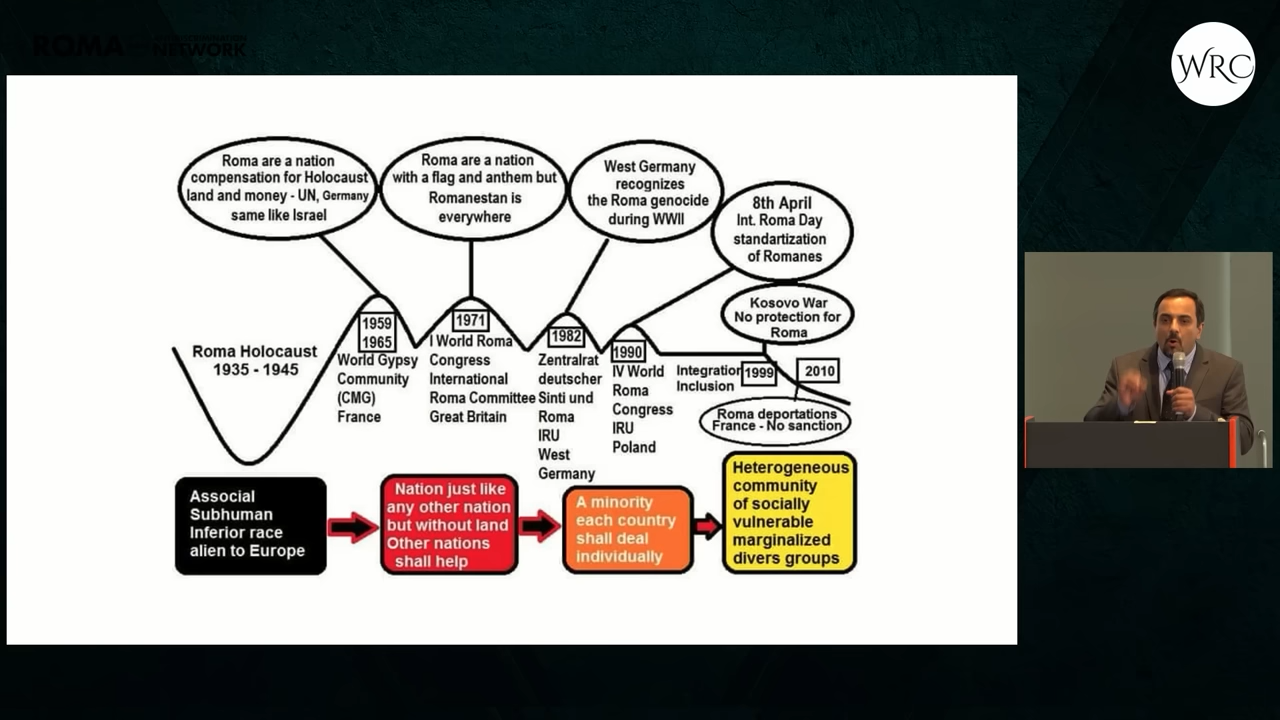 ROMA
NETWORK
WRC
Roma are a nation
compensation for Holocaust
land and money - UN, Germany
same like Israel
Roma are a nation
with a flag and anthem but
Romanestan is
everywhere
West Germany
recognizes
the Roma genocide
during WWII
8th April
Int. Roma Day
standartization
of Romanes
Kosovo War
No protection for
Roma
Roma Holocaust
1935 - 1945
1959
1965
World Gypsy
Community
(CMG)
France
1971
I World Roma
Congress
International
Roma Committee
Great Britain
1982
Zentralrat
deutscher
Sinti und
Roma
IRU
West
Germany
1990
IV World
Roma
Congress
IRU
Poland
Integration
Inclusion
1999
2010
Roma deportations
France - No sanction
Associal
Subhuman
Inferior race
alien to Europe
Nation just like
any other nation
but without land
Other nations
shall help
A minority
each country
shall deal
individually
Heterogeneous
community
of socially
vulnerable
marginalized
divers groups